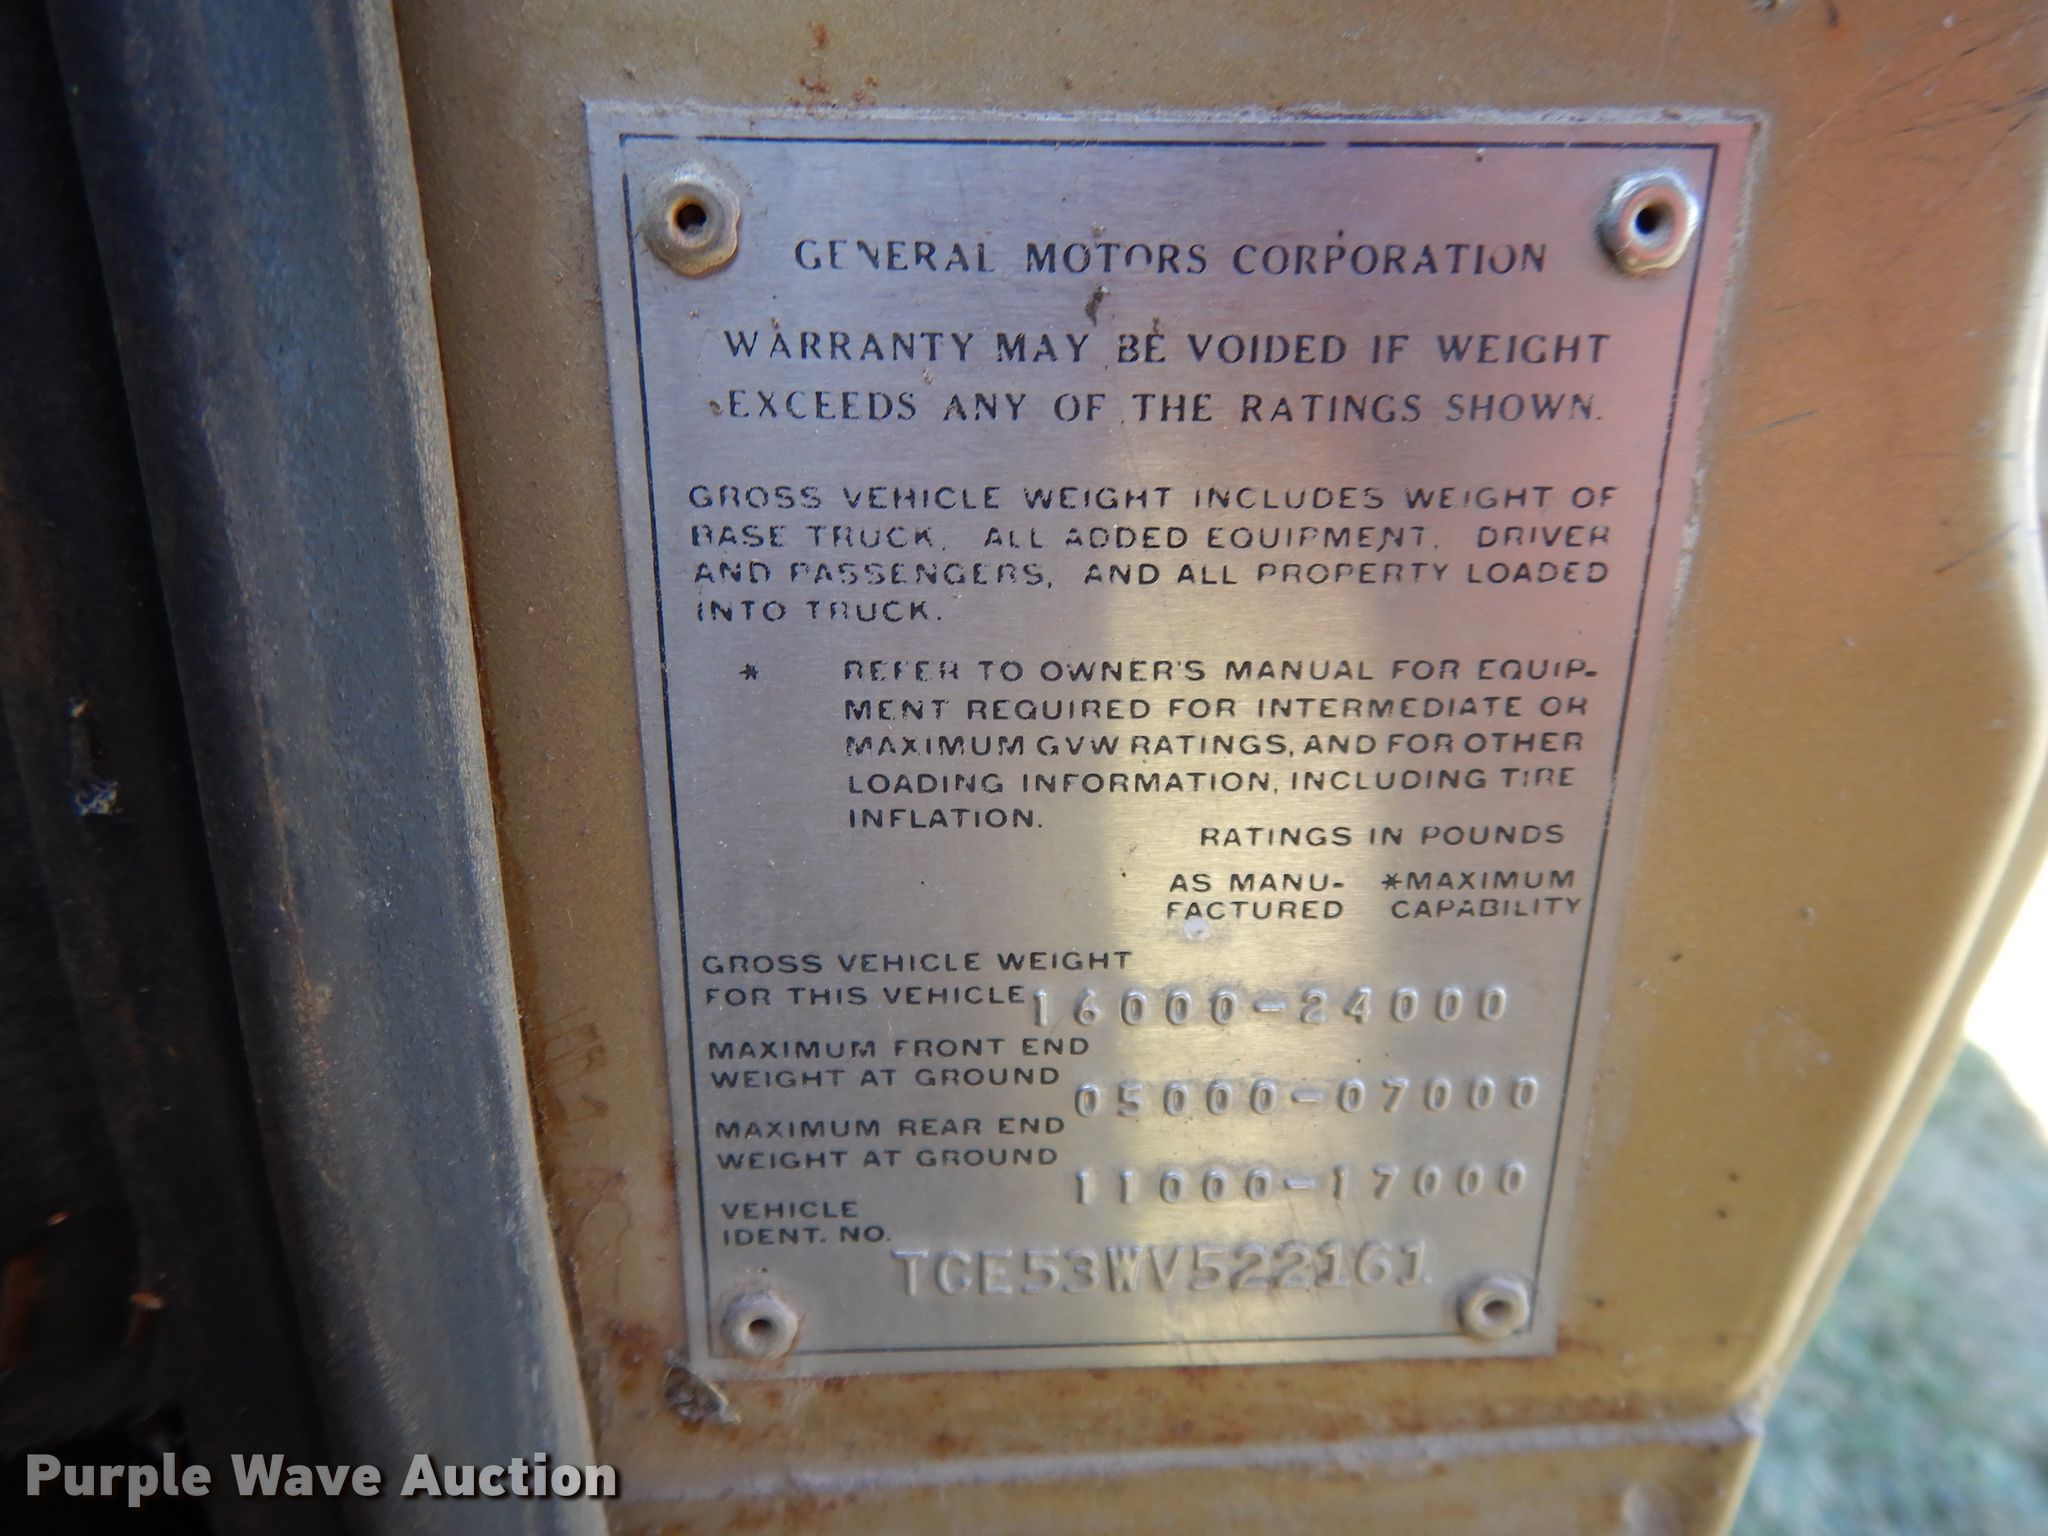 GENERAL MOTORS CORPORATION
WARRANTY MAY BE VOIDED IF WEIGHT
EXCEEDS ANY OF THE RATINGS SHOWN.
GROSS VEHICLE WEIGHT INCLUDES WEIGHT OF
BASE TRUCK, ALL ADDED EQUIPMENT, DRIVER
AND PASSENGERS, AND ALL PROPERTY LOADED
INTO TRUCK.
* REFER TO OWNER'S MANUAL FOR EQUIP-
MENT REQUIRED FOR INTERMEDIATE OR
MAXIMUM GVW RATINGS, AND FOR OTHER
LOADING INFORMATION, INCLUDING TIRE
INFLATION.
RATINGS IN POUNDS
AS MANU- *MAXIMUM
FACTURED CAPABILITY
GROSS VEHICLE WEIGHT
FOR THIS VEHICLE 16000-24000
MAXIMUM FRONT END
WEIGHT AT GROUND 05000-07000
MAXIMUM REAR END
WEIGHT AT GROUND 11000-17000
VEHICLE
IDENT. NO. TCE53WV522161
Purple Wave Auction